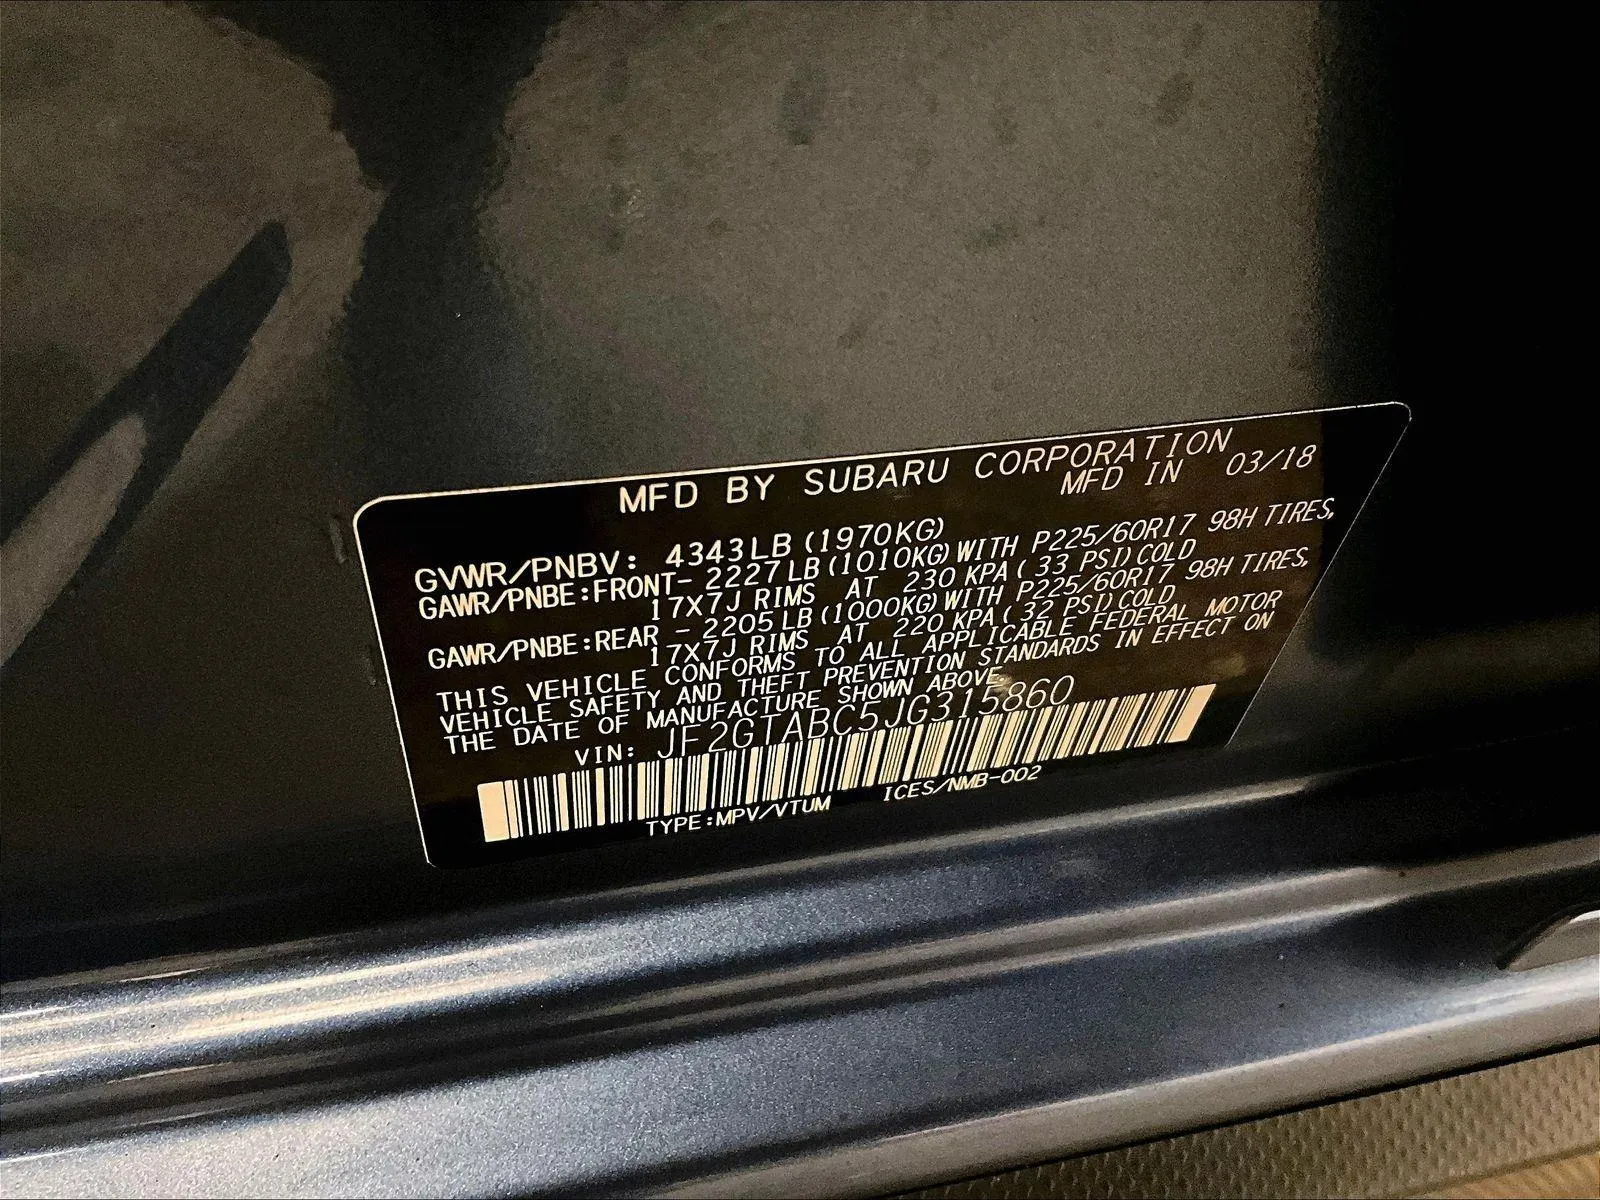 MFD BY SUBARU CORPORATION
MFD IN 03/18
GVWR/PNBV: 4343LB (1970KG)
GAWR/PNBE:FRONT- 2227LB (1010KG) WITH P225/60R17 98H TIRES,
17X7J RIMS AT 230 KPA ( 33 PSI) COLD
GAWR/PNBE:REAR - 2205LB (1000KG) WITH P225/60R17 98H TIRES,
17X7J RIMS AT 220 KPA ( 32 PSI) COLD
THIS VEHICLE CONFORMS TO ALL APPLICABLE FEDERAL MOTOR
VEHICLE SAFETY AND THEFT PREVENTION STANDARDS IN EFFECT ON
THE DATE OF MANUFACTURE SHOWN ABOVE.
VIN: JF2GTABC5JG315860
TYPE:MPV/VTUM ICES/NMB-002